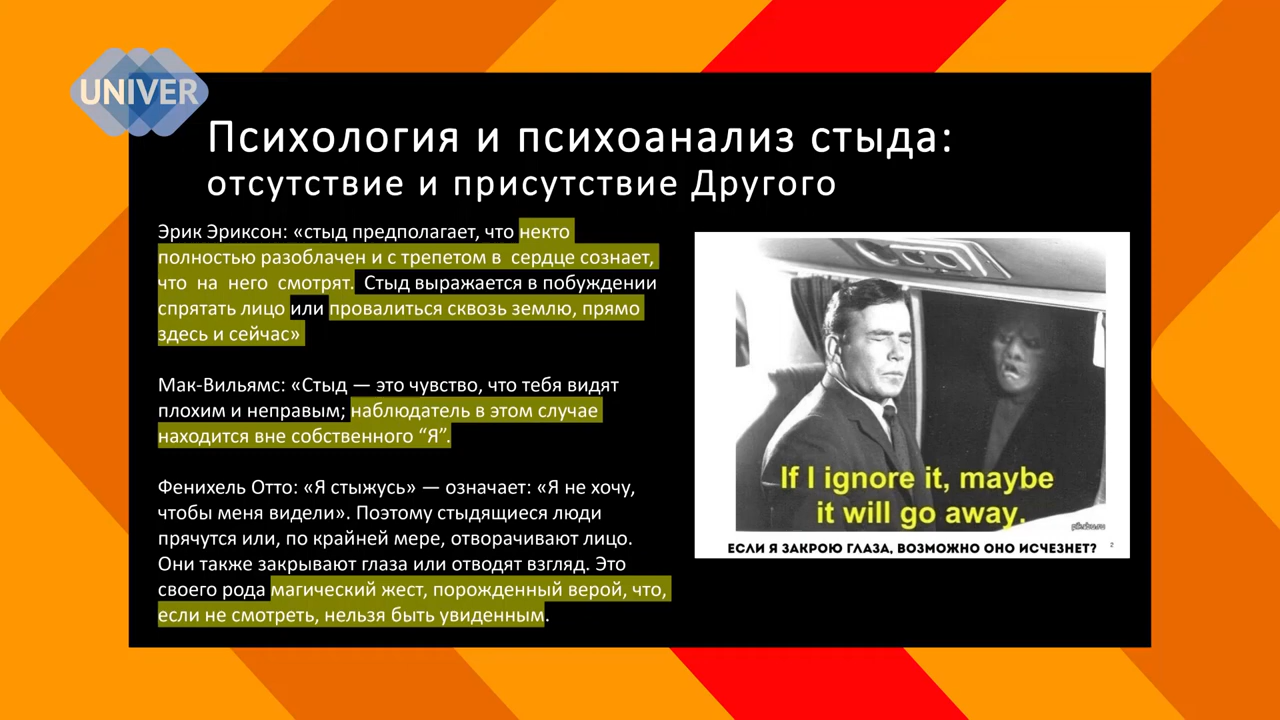 UNIVER
Психология и психоанализ стыда:
отсутствие и присутствие Другого
Эрик Эриксон: «стыд предполагает, что некто
полностью разоблачен и с трепетом в сердце сознает,
что на него смотрят. Стыд выражается в побуждении
спрятать лицо или провалиться сквозь землю, прямо
здесь и сейчас»
Мак-Вильямс: «Стыд — это чувство, что тебя видят
плохим и неправым; наблюдатель в этом случае
находится вне собственного “Я”.
Фенихель Отто: «Я стыжусь» — означает: «Я не хочу,
чтобы меня видели». Поэтому стыдящиеся люди
прячутся или, по крайней мере, отворачивают лицо.
Они также закрывают глаза или отводят взгляд. Это
своего рода магический жест, порожденный верой, что,
если не смотреть, нельзя быть увиденным.
If I ignore it, maybe
it will go away.
ЕСЛИ Я ЗАКРОЮ ГЛАЗА, ВОЗМОЖНО ОНО ИСЧЕЗНЕТ?
2